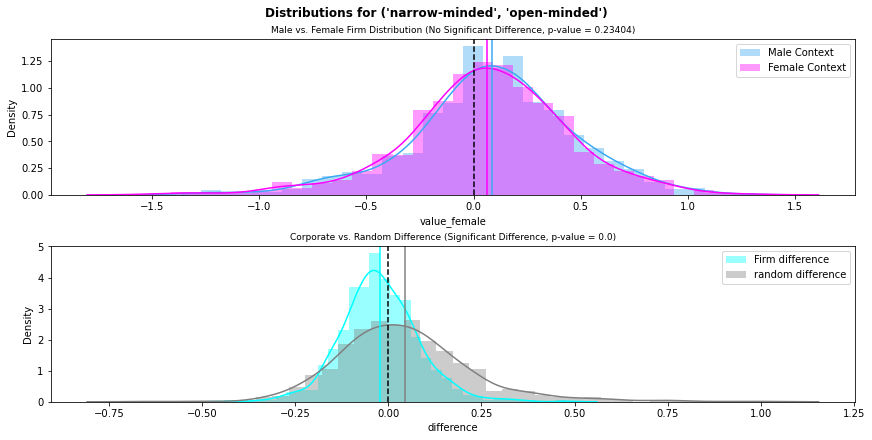 Distributions for ('narrow-minded', 'open-minded')
Male vs. Female Firm Distribution (No Significant Difference, p-value = 0.23404)
Density
1.25
1.00
0.75
0.50
0.25
0.00
Male Context
Female Context
−1.5 −1.0 −0.5 0.0 0.5 1.0 1.5
value_female
Corporate vs. Random Difference (Significant Difference, p-value = 0.0)
Density
5
4
3
2
1
0
Firm difference
random difference
−0.75 −0.50 −0.25 0.00 0.25 0.50 0.75 1.00 1.25
difference